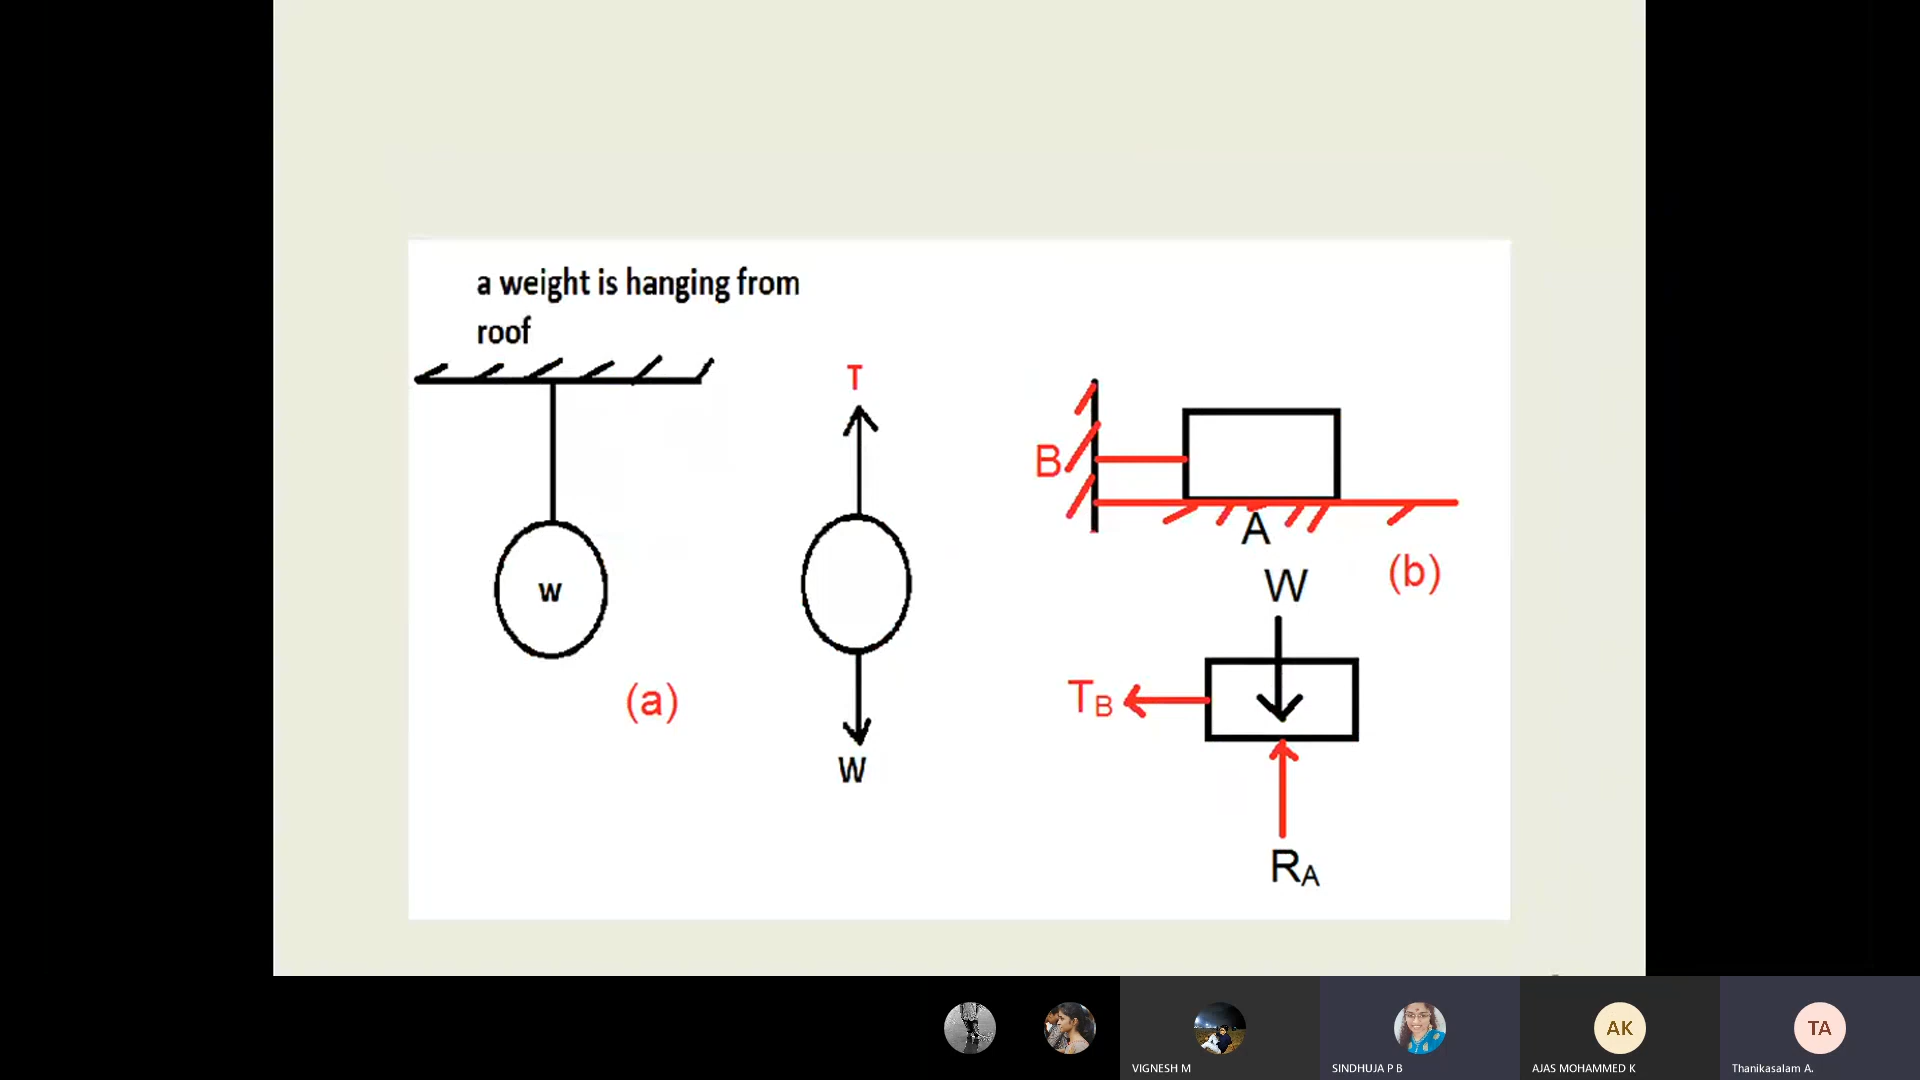 a weight is hanging from
roof
T
w
(a)
W
B
A
(b)
W
TB
RA
AK
TA
VIGNESH M
SINDHUJA P B
AJAS MOHAMMED K
Thanikasalam A.